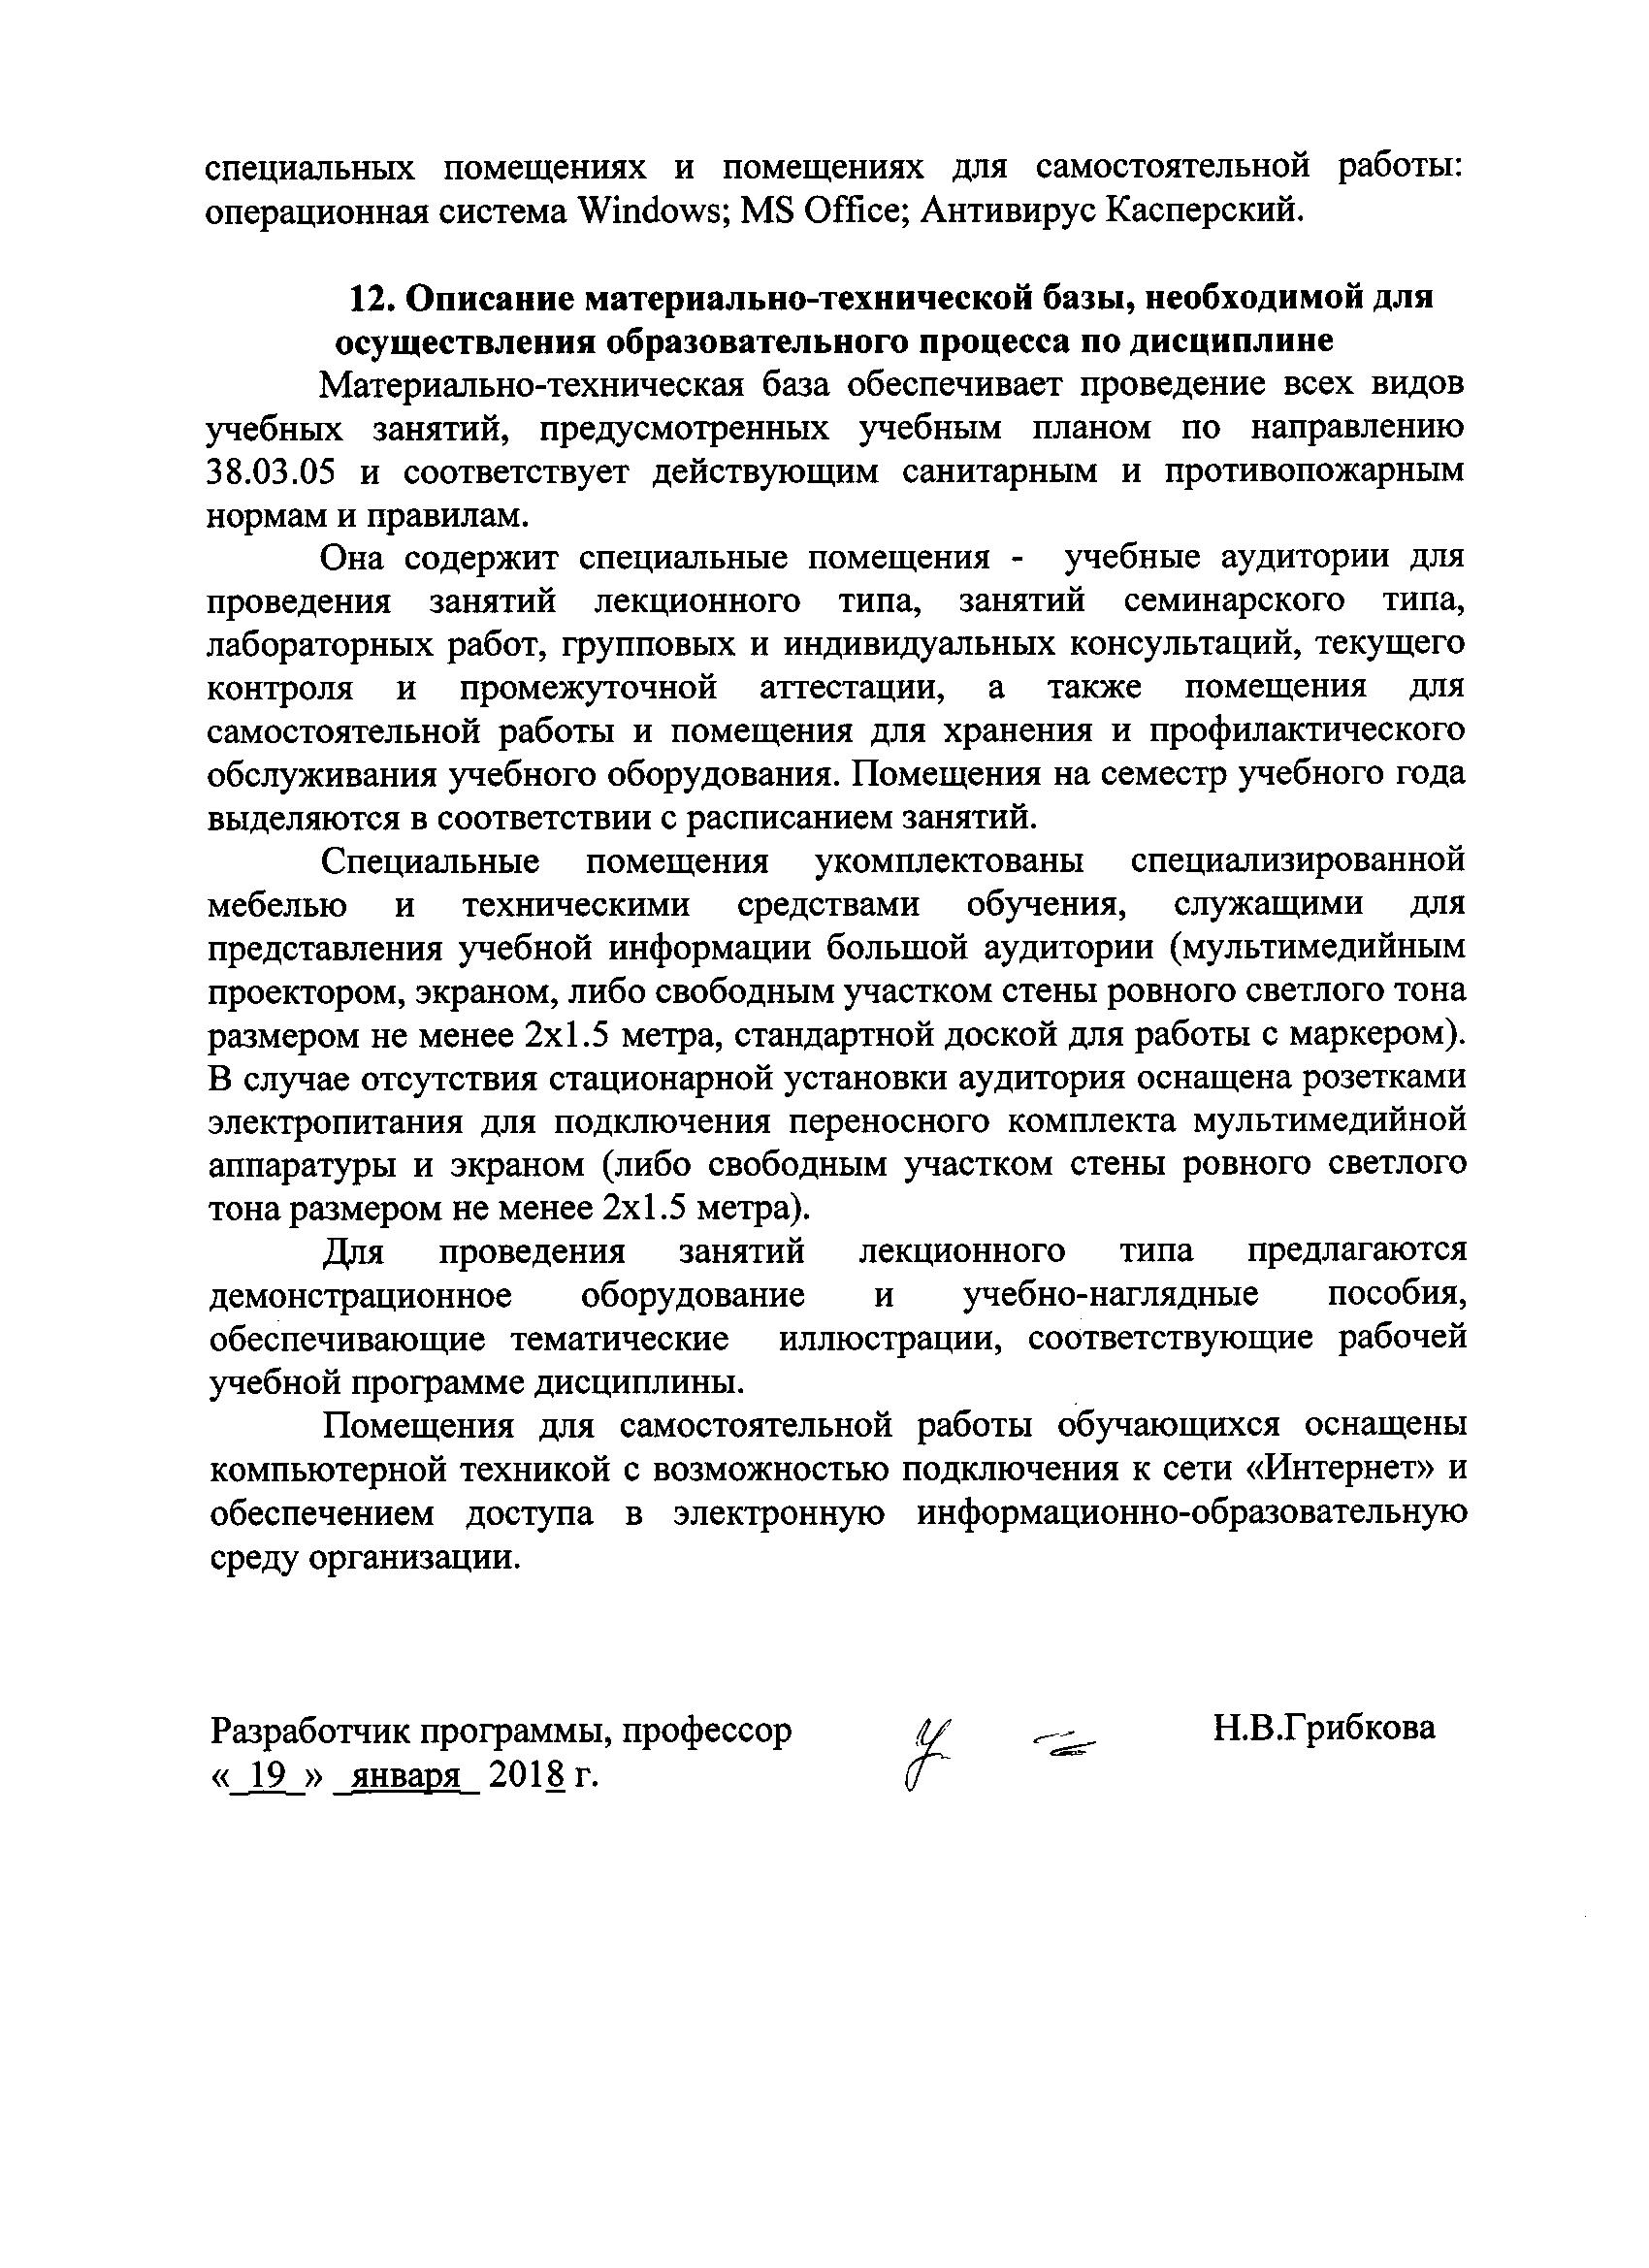 специальных помещениях и помещениях для самостоятельной работы:
операционная система Windows; MS Office; Антивирус Касперский.
12. Описание материально-технической базы, необходимой для
осуществления образовательного процесса по дисциплине
Материально-техническая база обеспечивает проведение всех видов
учебных занятий, предусмотренных учебным планом по направлению
38.03.05 и соответствует действующим санитарным и противопожарным
нормам и правилам.
Она содержит специальные помещения - учебные аудитории для
проведения занятий лекционного типа, занятий семинарского типа,
лабораторных работ, групповых и индивидуальных консультаций, текущего
контроля и промежуточной аттестации, а также помещения для
самостоятельной работы и помещения для хранения и профилактического
обслуживания учебного оборудования. Помещения на семестр учебного года
выделяются в соответствии с расписанием занятий.
Специальные помещения укомплектованы специализированной
мебелью и техническими средствами обучения, служащими для
представления учебной информации большой аудитории (мультимедийным
проектором, экраном, либо свободным участком стены ровного светлого тона
размером не менее 2х1.5 метра, стандартной доской для работы с маркером).
В случае отсутствия стационарной установки аудитория оснащена розетками
электропитания для подключения переносного комплекта мультимедийной
аппаратуры и экраном (либо свободным участком стены ровного светлого
тона размером не менее 2х1.5 метра).
Для проведения занятий лекционного типа предлагаются
демонстрационное оборудование и учебно-наглядные пособия,
обеспечивающие тематические иллюстрации, соответствующие рабочей
учебной программе дисциплины.
Помещения для самостоятельной работы обучающихся оснащены
компьютерной техникой с возможностью подключения к сети «Интернет» и
обеспечением доступа в электронную информационно-образовательную
среду организации.
Разработчик программы, профессор Н.В.Грибкова
«_19_» _января_ 2018 г.